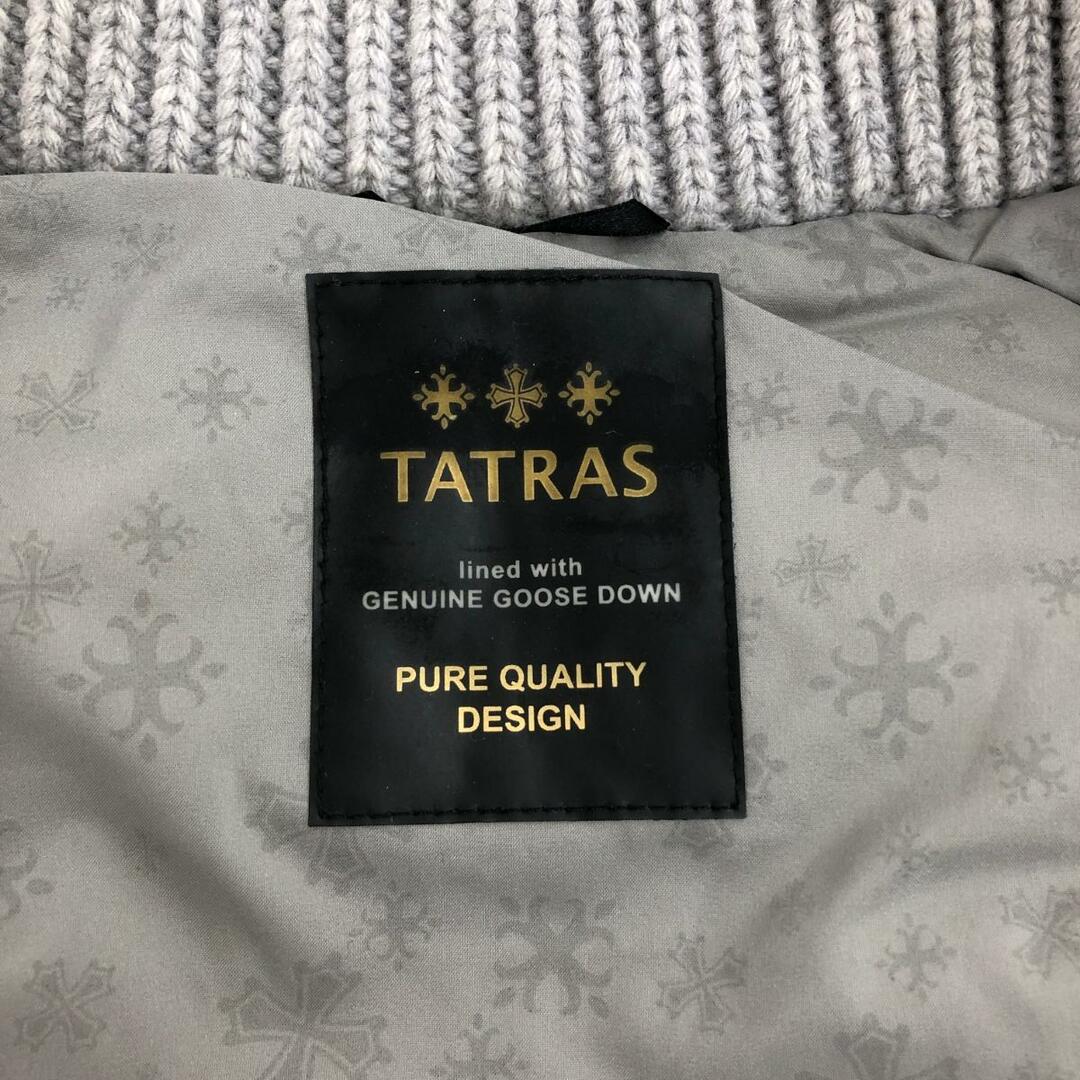 TATRAS
lined with
GENUINE GOOSE DOWN
PURE QUALITY
DESIGN